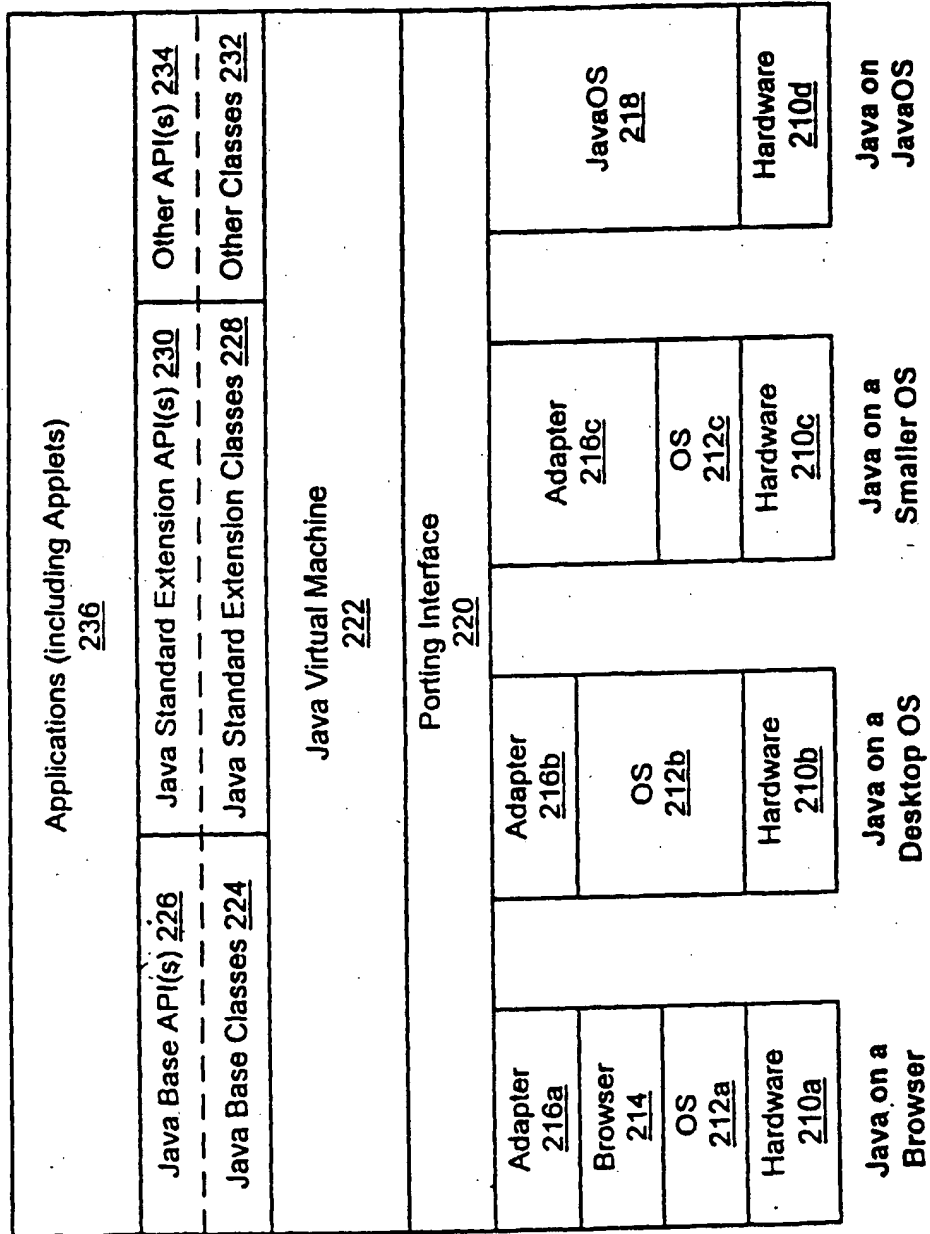 Applications (including Applets)
236
Java Base API(s) 226
Java Standard Extension API(s) 230
Other API(s) 234
Java Base Classes 224
Java Standard Extension Classes 228
Other Classes 232
Java Virtual Machine
222
Porting Interface
220
Adapter
216a
Browser
214
OS
212a
Hardware
210a
Java on a
Browser
Adapter
216b
OS
212b
Hardware
210b
Java on a
Desktop OS
Adapter
216c
OS
212c
Hardware
210c
Java on a
Smaller OS
JavaOS
218
Hardware
210d
Java on
JavaOS